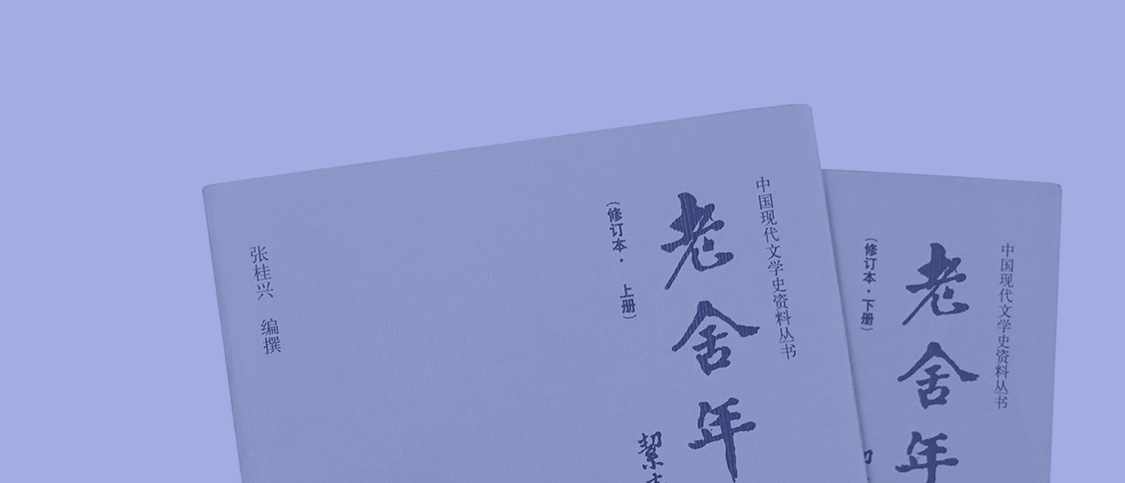 中国现代文学史资料丛书
老舍年
(修订本·上册)
絜
张桂兴 编撰
中国现代文学史资料丛书
老舍年
(修订本·下册)